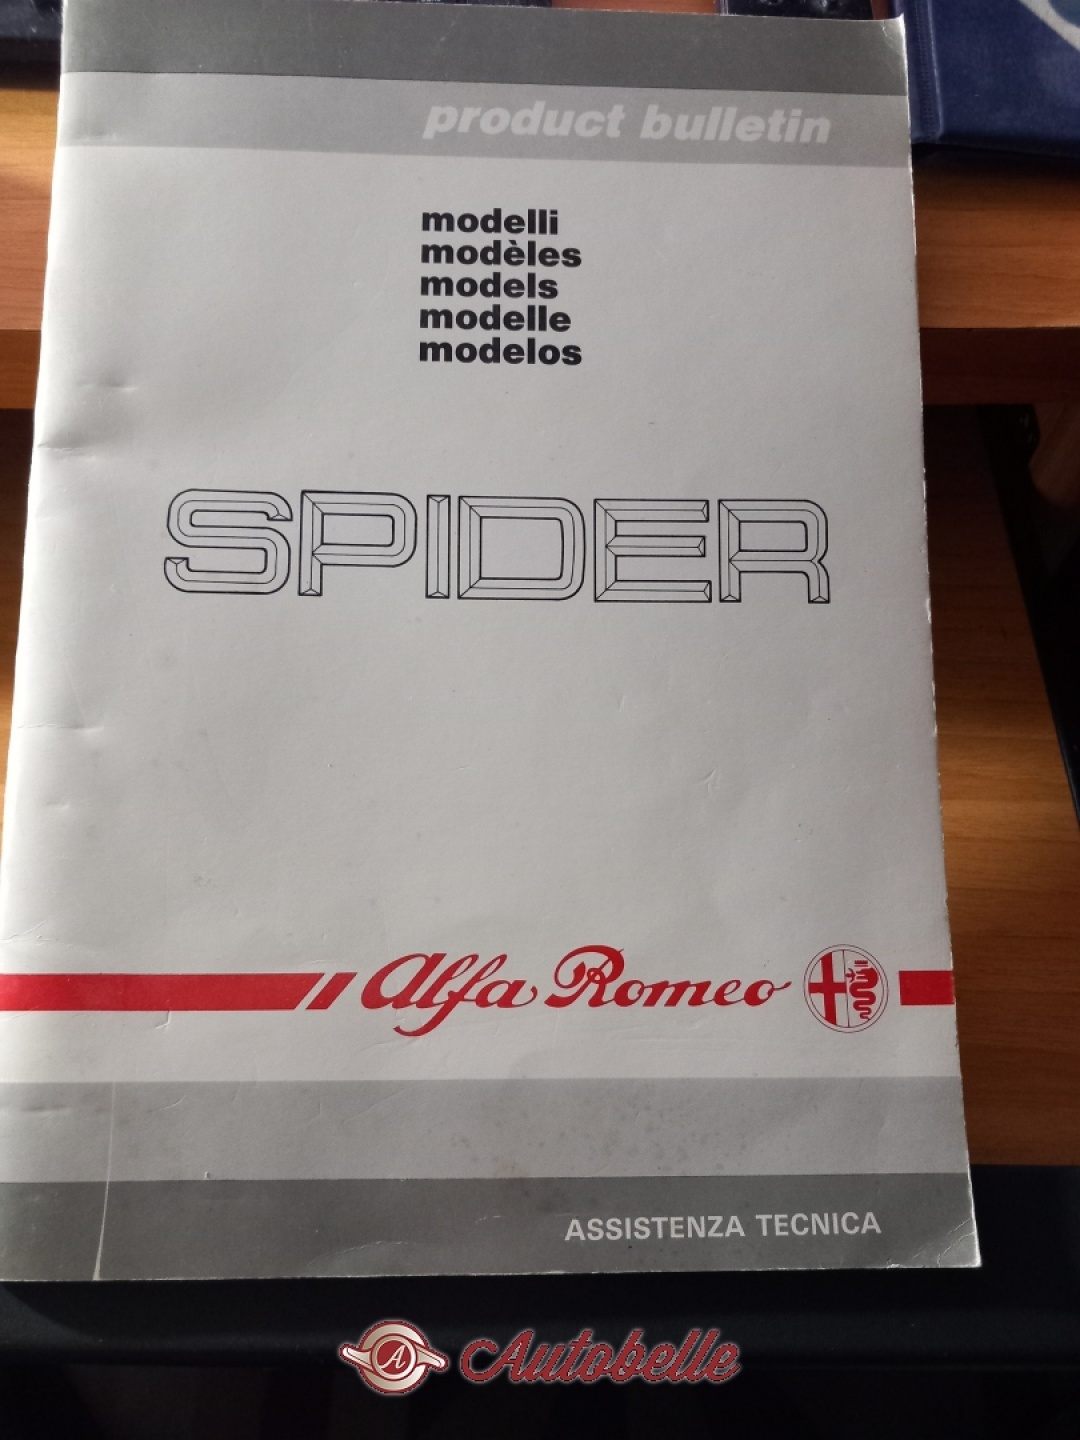 product bulletin
modelli
modèles
models
modelle
modelos
SPIDER
Alfa Romeo
ASSISTENZA TECNICA
A Autobelle